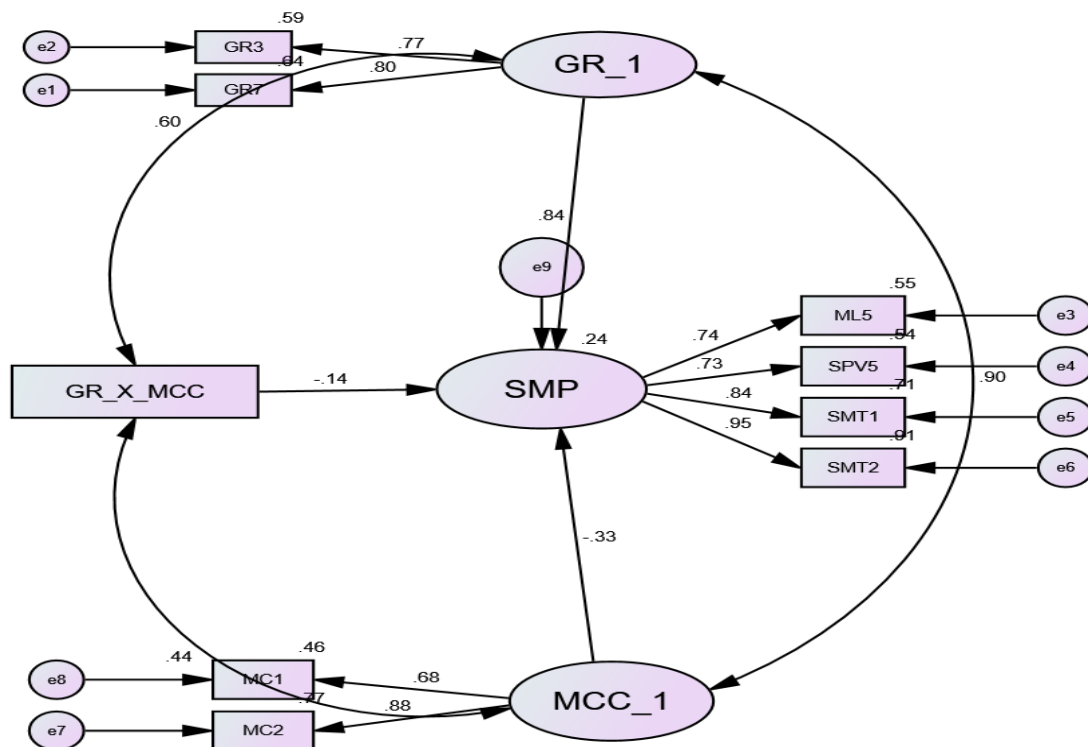 .59
e2
GR3
.77
GR_1
.64
e1
GR7
.80
.60
.84
e9
.55
ML5
e3
.24
.74
.54
SPV5
e4
.73
.90
GR_X_MCC
-.14
SMP
.71
.84
SMT1
e5
.95
.91
SMT2
e6
-.33
.44
.46
e8
MC1
.68
.77
.88
MCC_1
e7
MC2